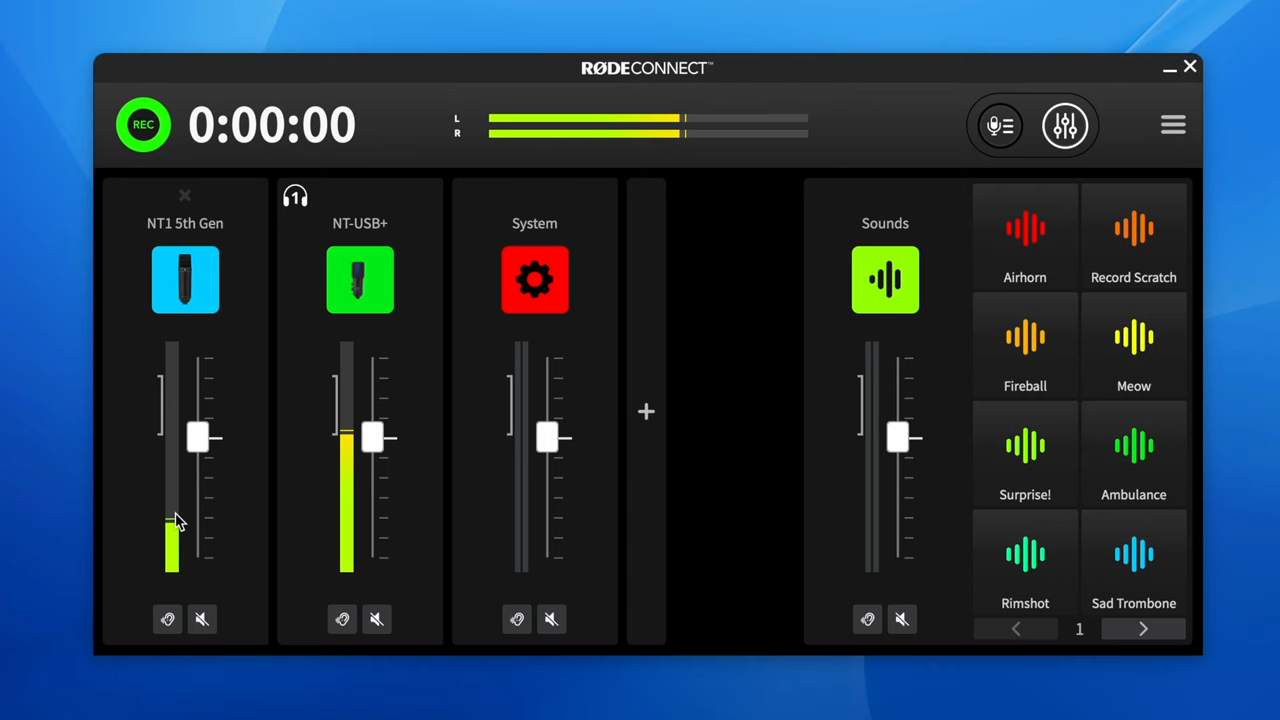 RØDECONNECT™
REC
0:00:00
L
R
1
NT1 5th Gen
NT-USB+
System
Sounds
Airhorn
Record Scratch
Fireball
Meow
Surprise!
Ambulance
Rimshot
Sad Trombone
1